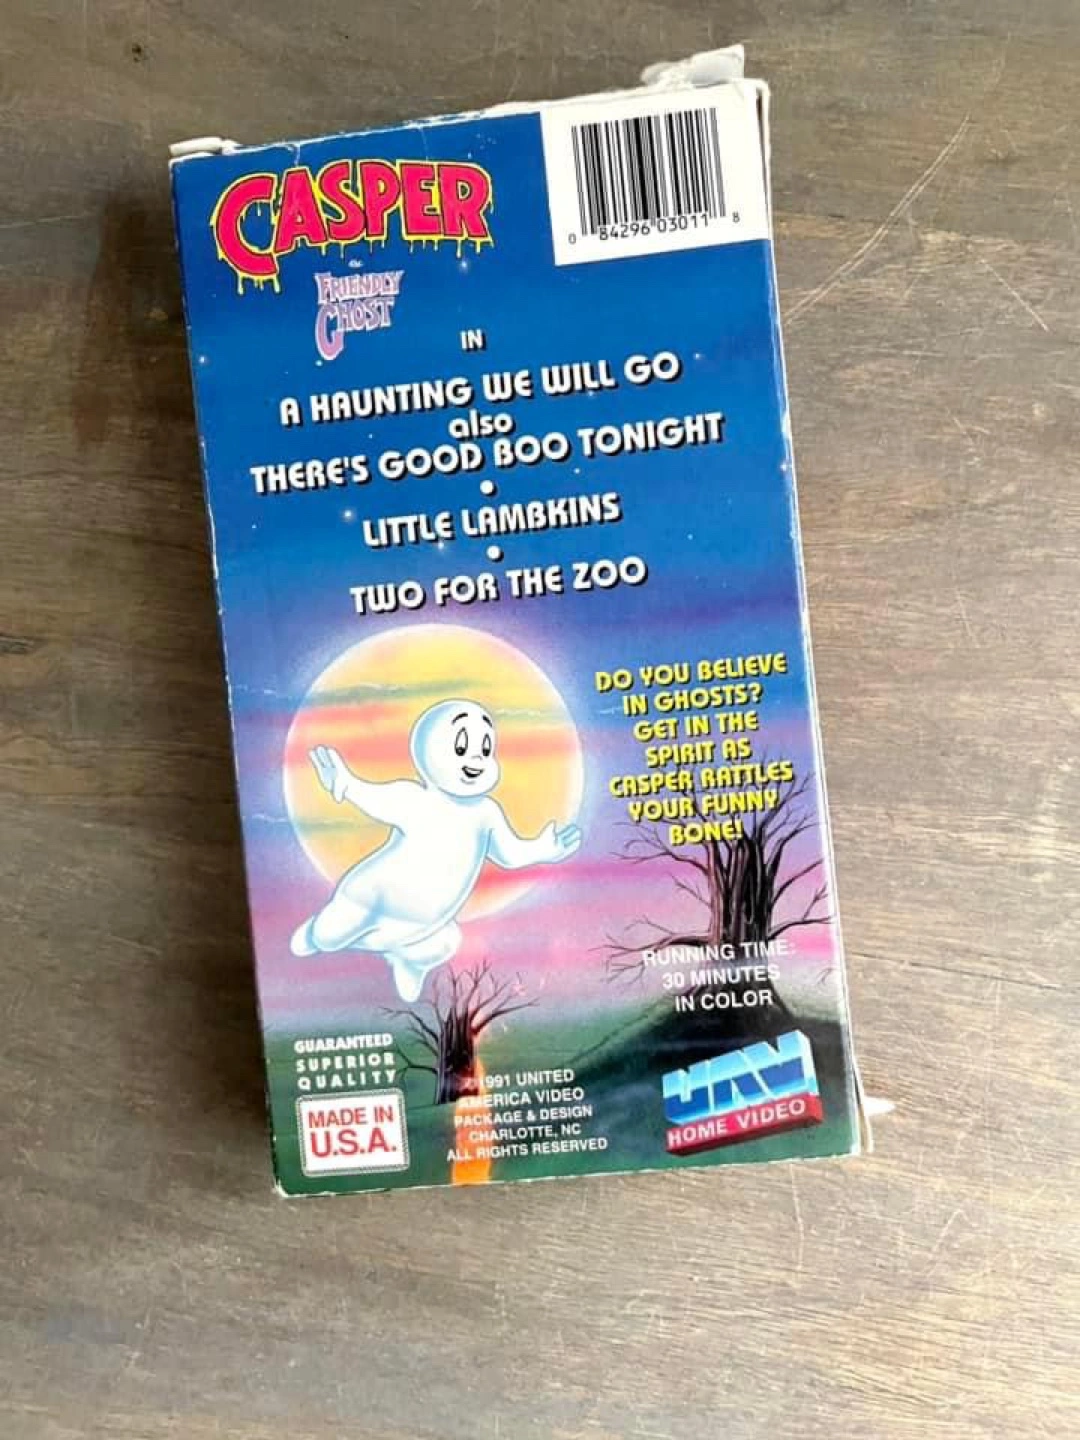 CASPER
the
FRIENDLY
GHOST
0 84296 03011 8
IN
A HAUNTING WE WILL GO
also
THERE'S GOOD BOO TONIGHT
•
LITTLE LAMBKINS
•
TWO FOR THE ZOO
DO YOU BELIEVE
IN GHOSTS?
GET IN THE
SPIRIT AS
CASPER RATTLES
YOUR FUNNY
BONE!
RUNNING TIME:
30 MINUTES
IN COLOR
GUARANTEED
SUPERIOR
QUALITY
MADE IN
U.S.A.
© 1991 UNITED
AMERICA VIDEO
PACKAGE & DESIGN
CHARLOTTE, NC
ALL RIGHTS RESERVED
UAV
HOME VIDEO